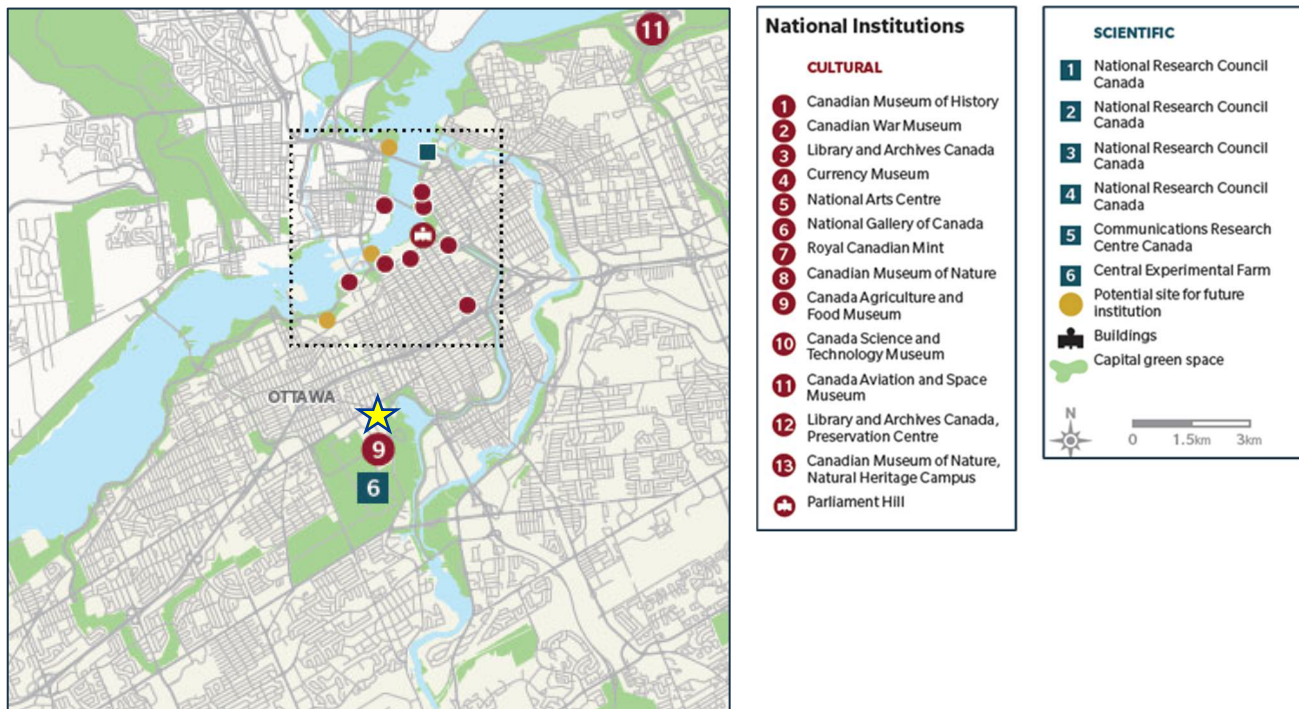 11
OTTAWA
9
6
National Institutions
CULTURAL
1 Canadian Museum of History
2 Canadian War Museum
3 Library and Archives Canada
4 Currency Museum
5 National Arts Centre
6 National Gallery of Canada
7 Royal Canadian Mint
8 Canadian Museum of Nature
9 Canada Agriculture and
Food Museum
10 Canada Science and
Technology Museum
11 Canada Aviation and Space
Museum
12 Library and Archives Canada,
Preservation Centre
13 Canadian Museum of Nature,
Natural Heritage Campus
Parliament Hill
SCIENTIFIC
1 National Research Council
Canada
2 National Research Council
Canada
3 National Research Council
Canada
4 National Research Council
Canada
5 Communications Research
Centre Canada
6 Central Experimental Farm
Potential site for future
institution
Buildings
Capital green space
N
0 1.5km 3km